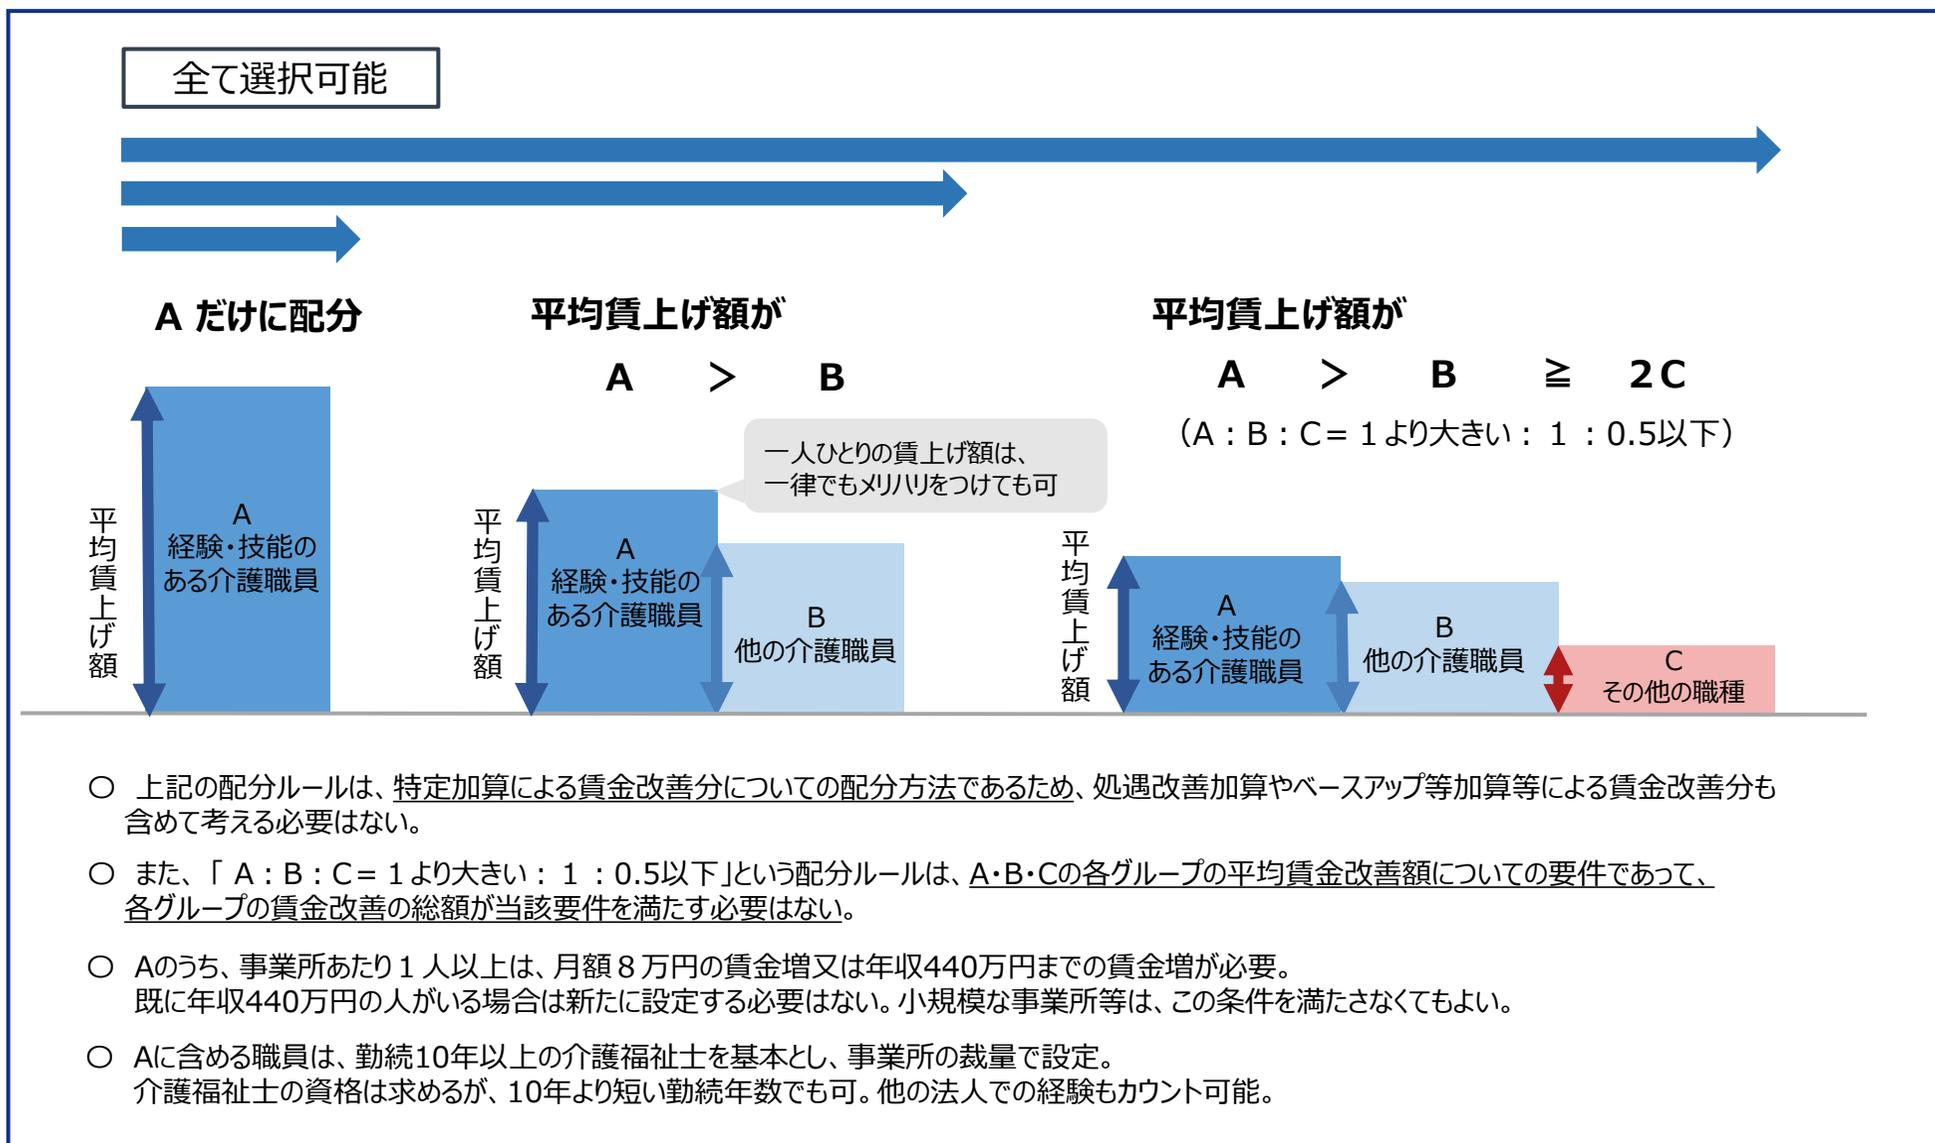 全て選択可能
A だけに配分
平均賃上げ額が
A ＞ B
平均賃上げ額が
A ＞ B ≧ 2C
（A：B：C＝１より大きい：１：0.5以下）
一人ひとりの賃上げ額は、
一律でもメリハリをつけても可
平均賃上げ額
A
経験・技能の
ある介護職員
平均賃上げ額
A
経験・技能の
ある介護職員
B
他の介護職員
平均賃上げ額
A
経験・技能の
ある介護職員
B
他の介護職員
C
その他の職種
○ 上記の配分ルールは、特定加算による賃金改善分についての配分方法であるため、処遇改善加算やベースアップ等加算等による賃金改善分も
含めて考える必要はない。
○ また、「 A：B：C＝１より大きい：１：0.5以下」という配分ルールは、A・B・Cの各グループの平均賃金改善額についての要件であって、
各グループの賃金改善の総額が当該要件を満たす必要はない。
○ Aのうち、事業所あたり１人以上は、月額８万円の賃金増又は年収440万円までの賃金増が必要。
既に年収440万円の人がいる場合は新たに設定する必要はない。小規模な事業所等は、この条件を満たさなくてもよい。
○ Aに含める職員は、勤続10年以上の介護福祉士を基本とし、事業所の裁量で設定。
介護福祉士の資格は求めるが、10年より短い勤続年数でも可。他の法人での経験もカウント可能。